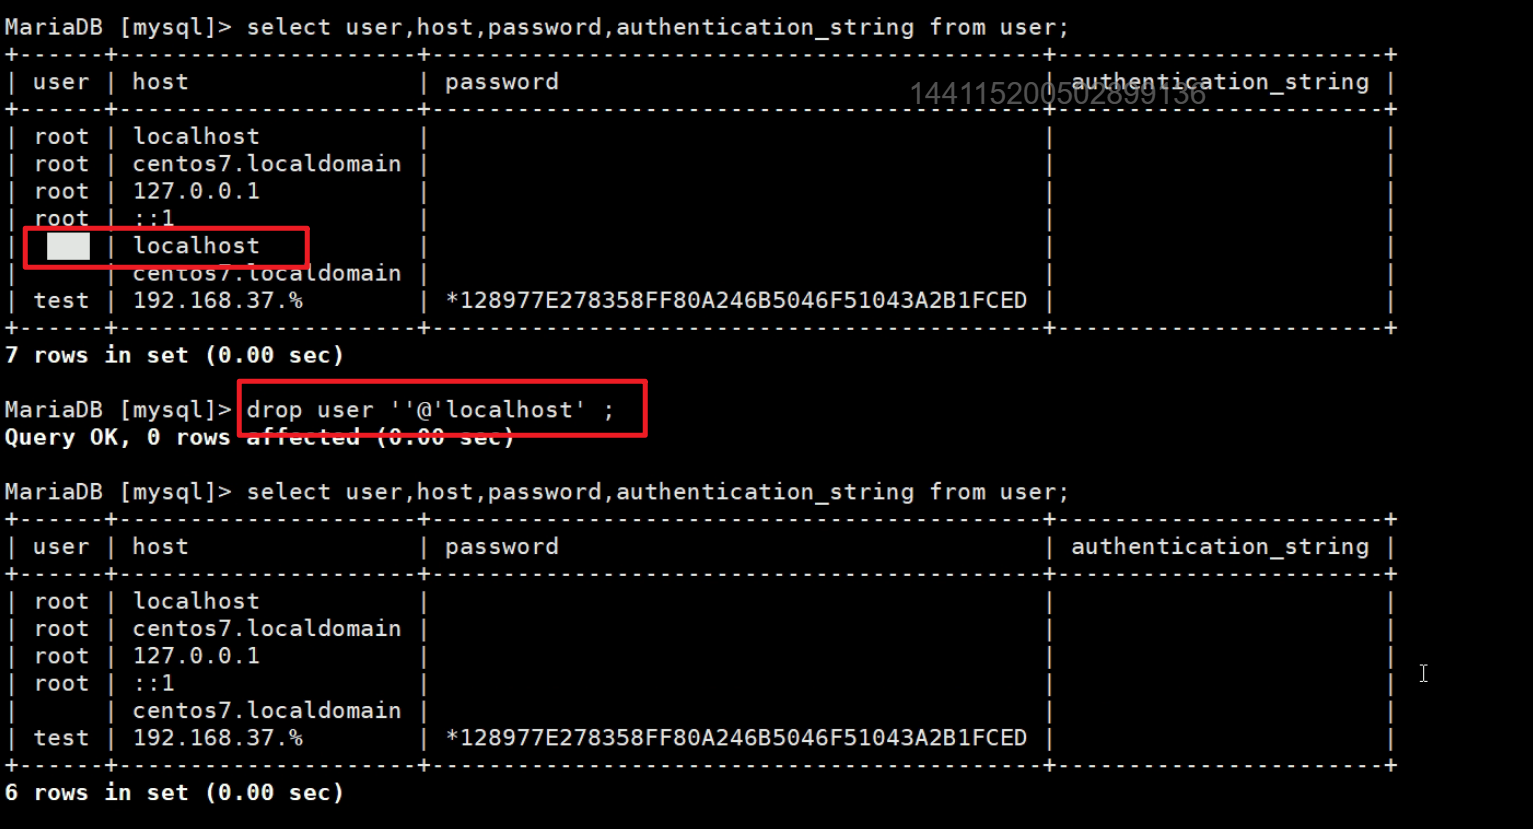 MariaDB [mysql]> select user,host,password,authentication_string from user;
+------+-----------------------+-------------------------------------------+-----------------------+
| user | host                  | password                                  | authentication_string |
144115200502899136
+------+-----------------------+-------------------------------------------+-----------------------+
| root | localhost             |                                           |                       |
| root | centos7.localdomain   |                                           |                       |
| root | 127.0.0.1             |                                           |                       |
| root | ::1                   |                                           |                       |
|      | localhost             |                                           |                       |
|      | centos7.localdomain   |                                           |                       |
| test | 192.168.37.%          | *128977E278358FF80A246B5046F51043A2B1FCED |                       |
+------+-----------------------+-------------------------------------------+-----------------------+
7 rows in set (0.00 sec)
MariaDB [mysql]> drop user ''@'localhost' ;
Query OK, 0 rows affected (0.00 sec)
MariaDB [mysql]> select user,host,password,authentication_string from user;
+------+-----------------------+-------------------------------------------+-----------------------+
| user | host                  | password                                  | authentication_string |
+------+-----------------------+-------------------------------------------+-----------------------+
| root | localhost             |                                           |                       |
| root | centos7.localdomain   |                                           |                       |
| root | 127.0.0.1             |                                           |                       |
| root | ::1                   |                                           |                       |
|      | centos7.localdomain   |                                           |                       |
| test | 192.168.37.%          | *128977E278358FF80A246B5046F51043A2B1FCED |                       |
+------+-----------------------+-------------------------------------------+-----------------------+
6 rows in set (0.00 sec)